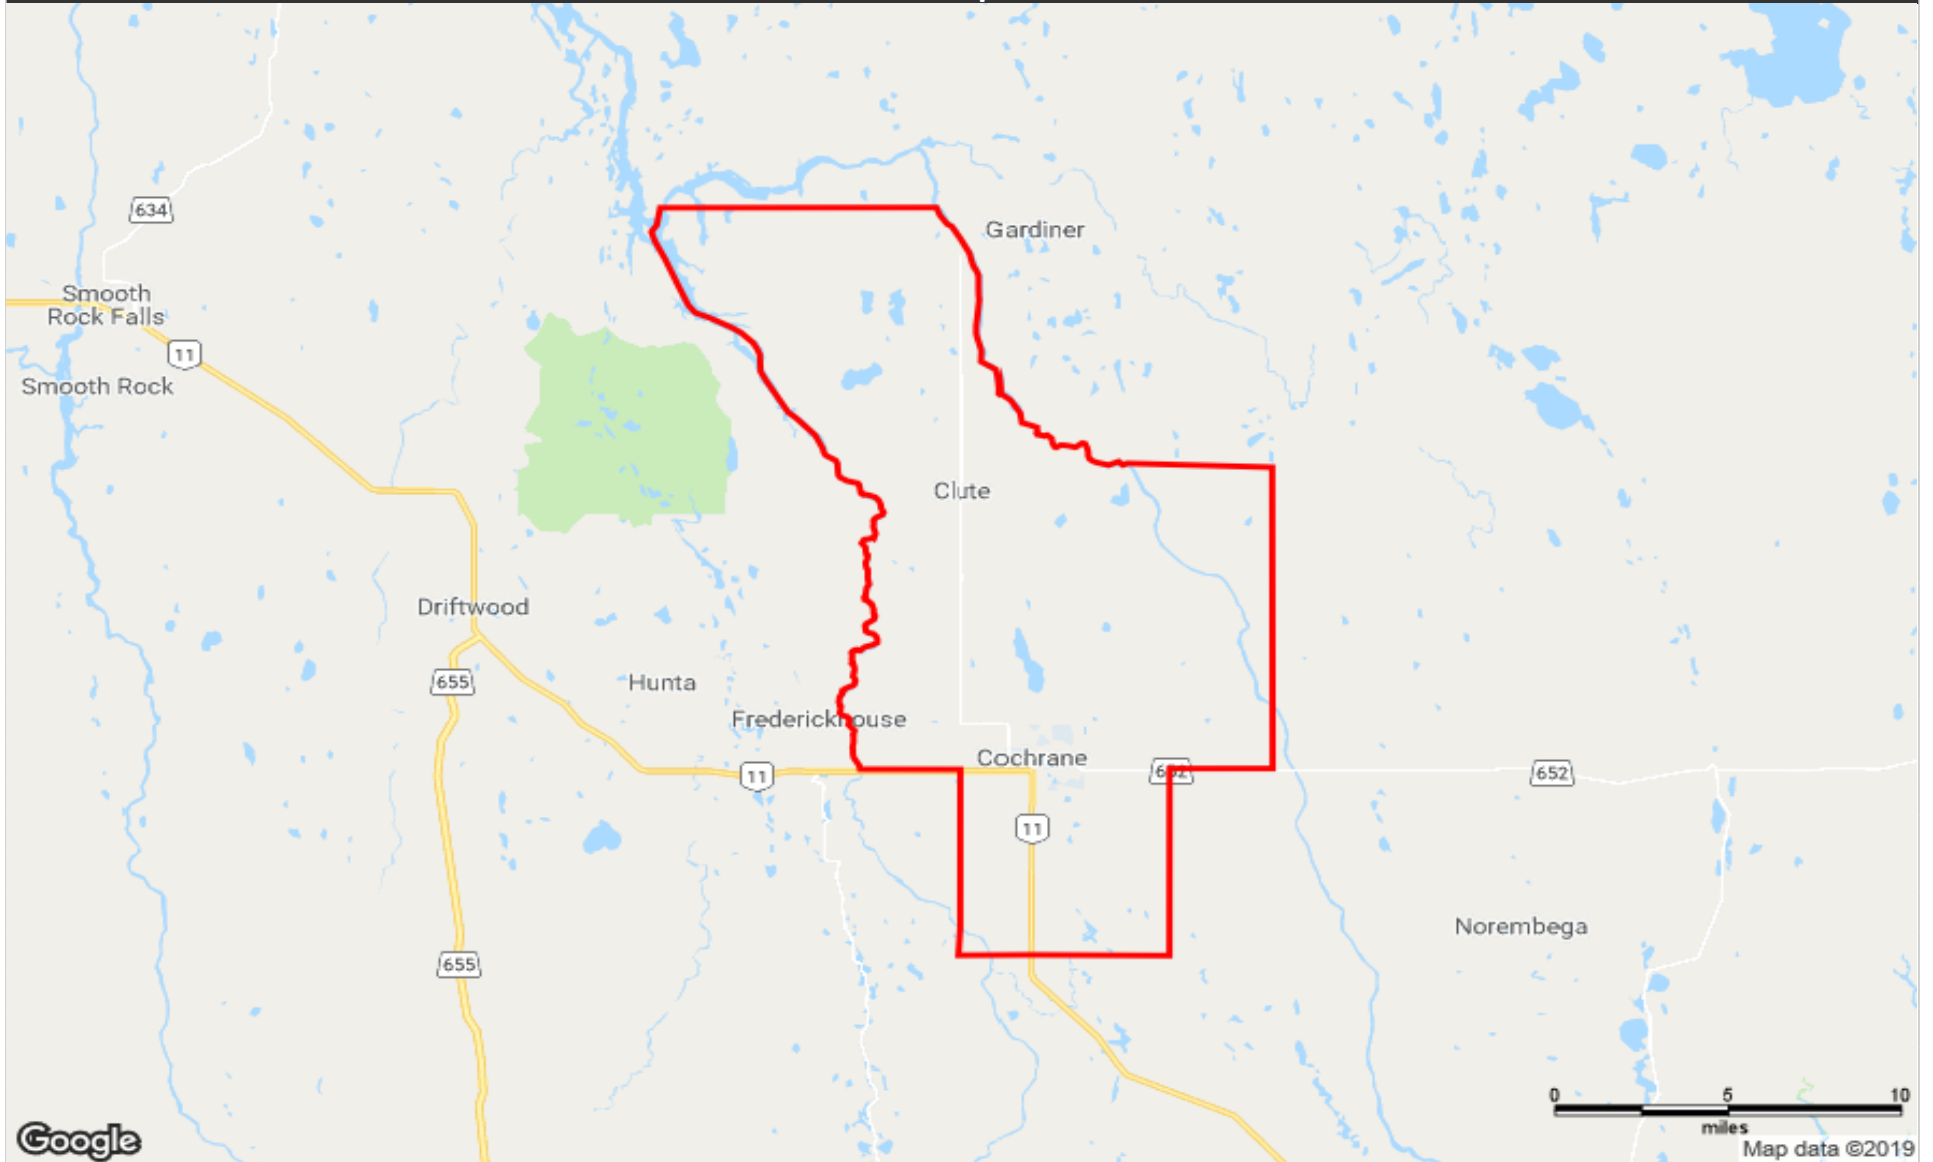 634
Gardiner
Smooth
Rock Falls
11
Smooth Rock
Clute
Driftwood
655
Hunta
Frederickhouse
Cochrane
11
652
652
11
Norembega
655
0 5 10
miles
Google
Map data ©2019